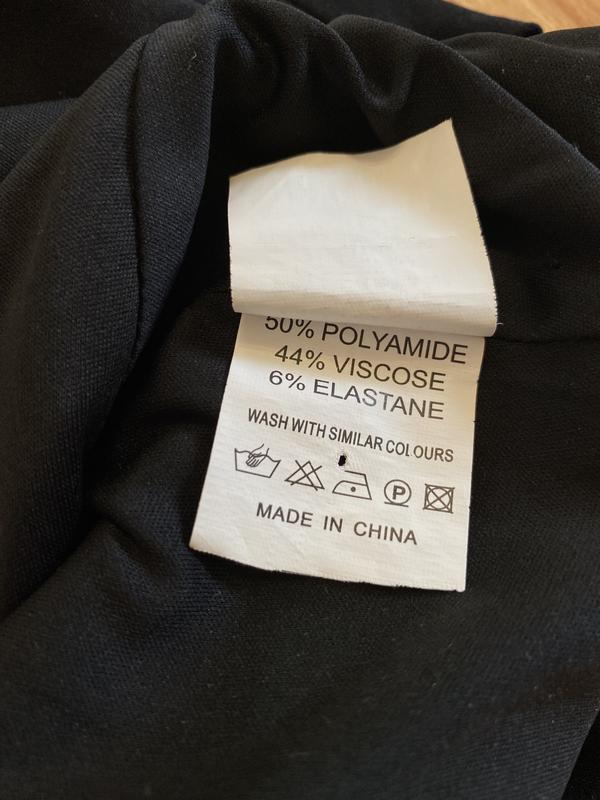 50% POLYAMIDE
44% VISCOSE
6% ELASTANE
WASH WITH SIMILAR COLOURS
P
MADE IN CHINA